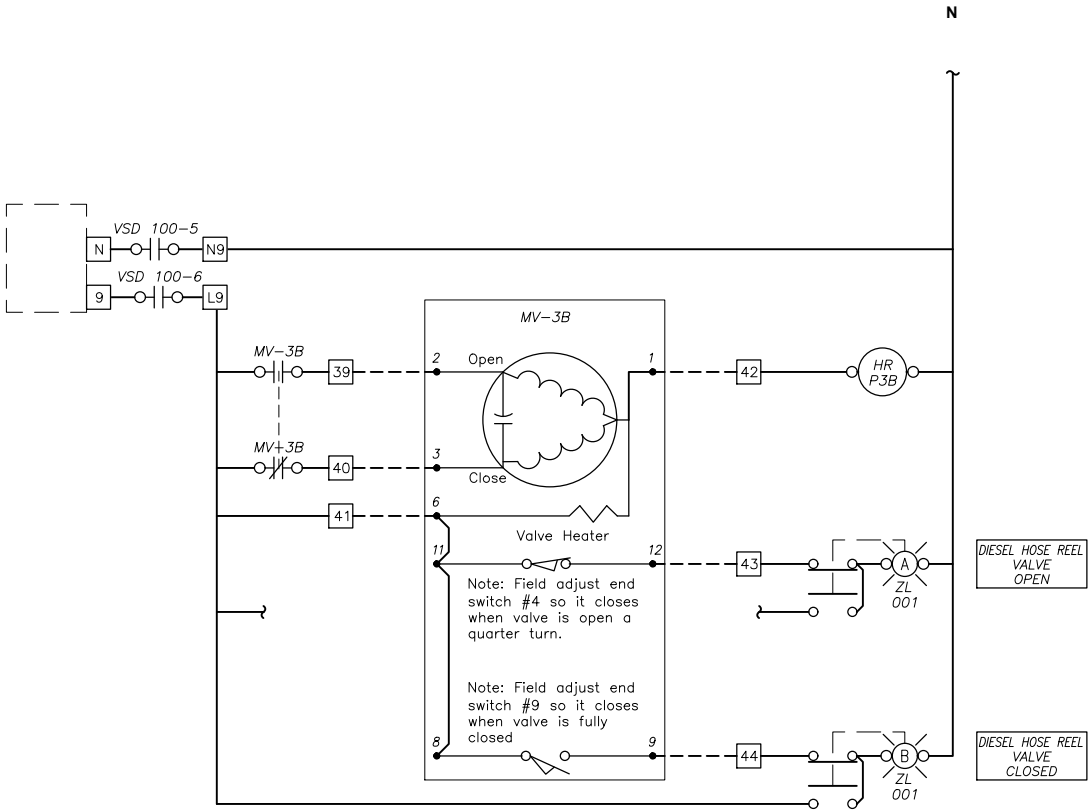 N
VSD 100-5
N
N9
VSD 100-6
9
L9
MV-3B
MV-3B
39
2
Open
1
42
HR
P3B
MV-3B
40
3
Close
41
6
Valve Heater
11
12
43
A
ZL
001
DIESEL HOSE REEL
VALVE
OPEN
Note: Field adjust end
switch #4 so it closes
when valve is open a
quarter turn.
Note: Field adjust end
switch #9 so it closes
when valve is fully
closed
8
9
44
B
ZL
001
DIESEL HOSE REEL
VALVE
CLOSED